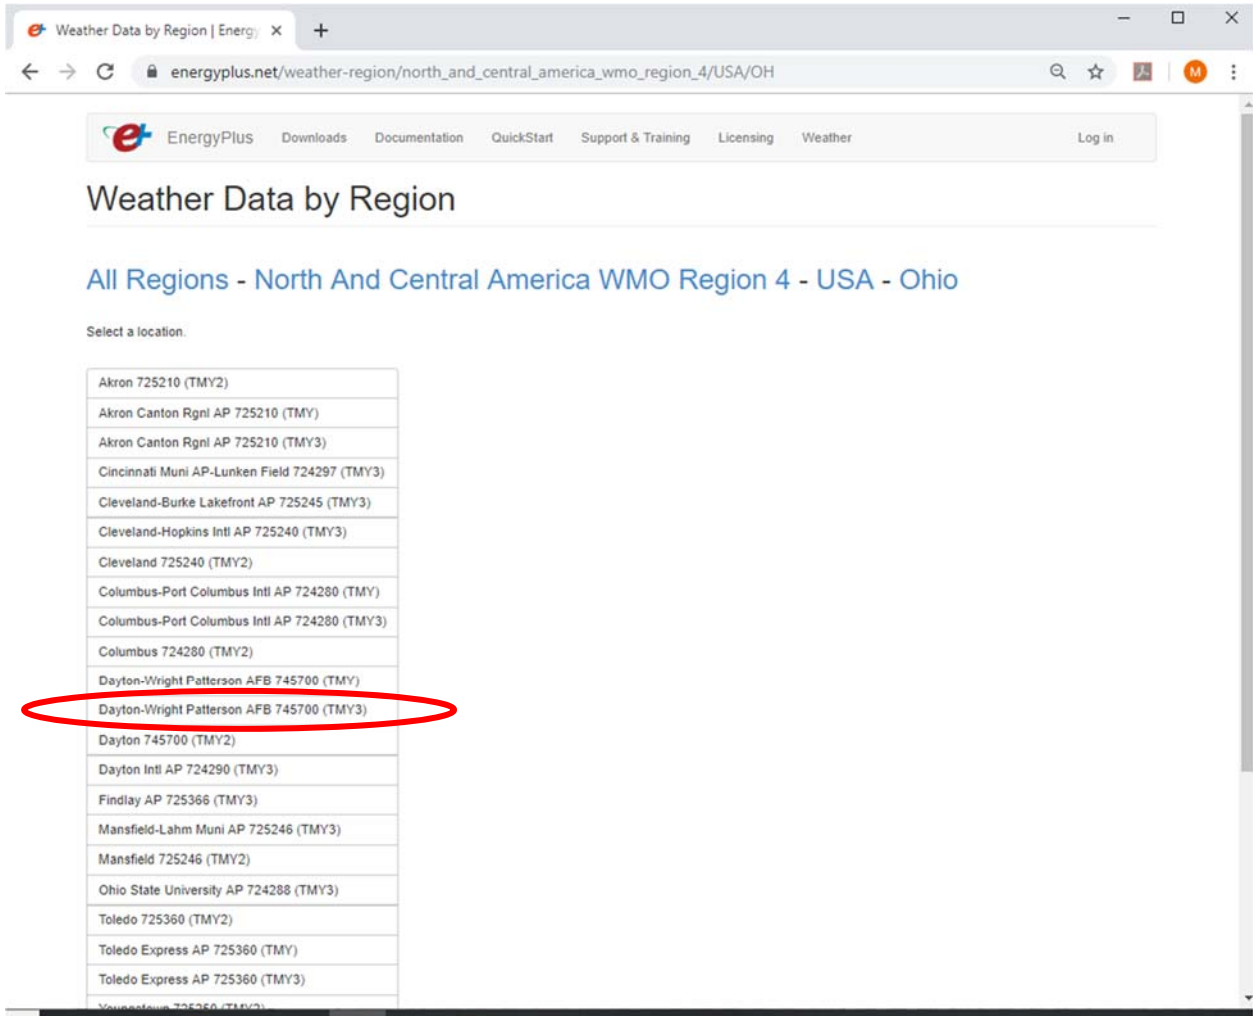 Weather Data by Region | Energy
energyplus.net/weather-region/north_and_central_america_wmo_region_4/USA/OH
M
EnergyPlus Downloads Documentation QuickStart Support & Training Licensing Weather Log in
Weather Data by Region
All Regions - North And Central America WMO Region 4 - USA - Ohio
Select a location.
Akron 725210 (TMY2)
Akron Canton Rgnl AP 725210 (TMY)
Akron Canton Rgnl AP 725210 (TMY3)
Cincinnati Muni AP-Lunken Field 724297 (TMY3)
Cleveland-Burke Lakefront AP 725245 (TMY3)
Cleveland-Hopkins Intl AP 725240 (TMY3)
Cleveland 725240 (TMY2)
Columbus-Port Columbus Intl AP 724280 (TMY)
Columbus-Port Columbus Intl AP 724280 (TMY3)
Columbus 724280 (TMY2)
Dayton-Wright Patterson AFB 745700 (TMY)
Dayton-Wright Patterson AFB 745700 (TMY3)
Dayton 745700 (TMY2)
Dayton Intl AP 724290 (TMY3)
Findlay AP 725366 (TMY3)
Mansfield-Lahm Muni AP 725246 (TMY3)
Mansfield 725246 (TMY2)
Ohio State University AP 724288 (TMY3)
Toledo 725360 (TMY2)
Toledo Express AP 725360 (TMY)
Toledo Express AP 725360 (TMY3)
Youngstown 725250 (TMY2)